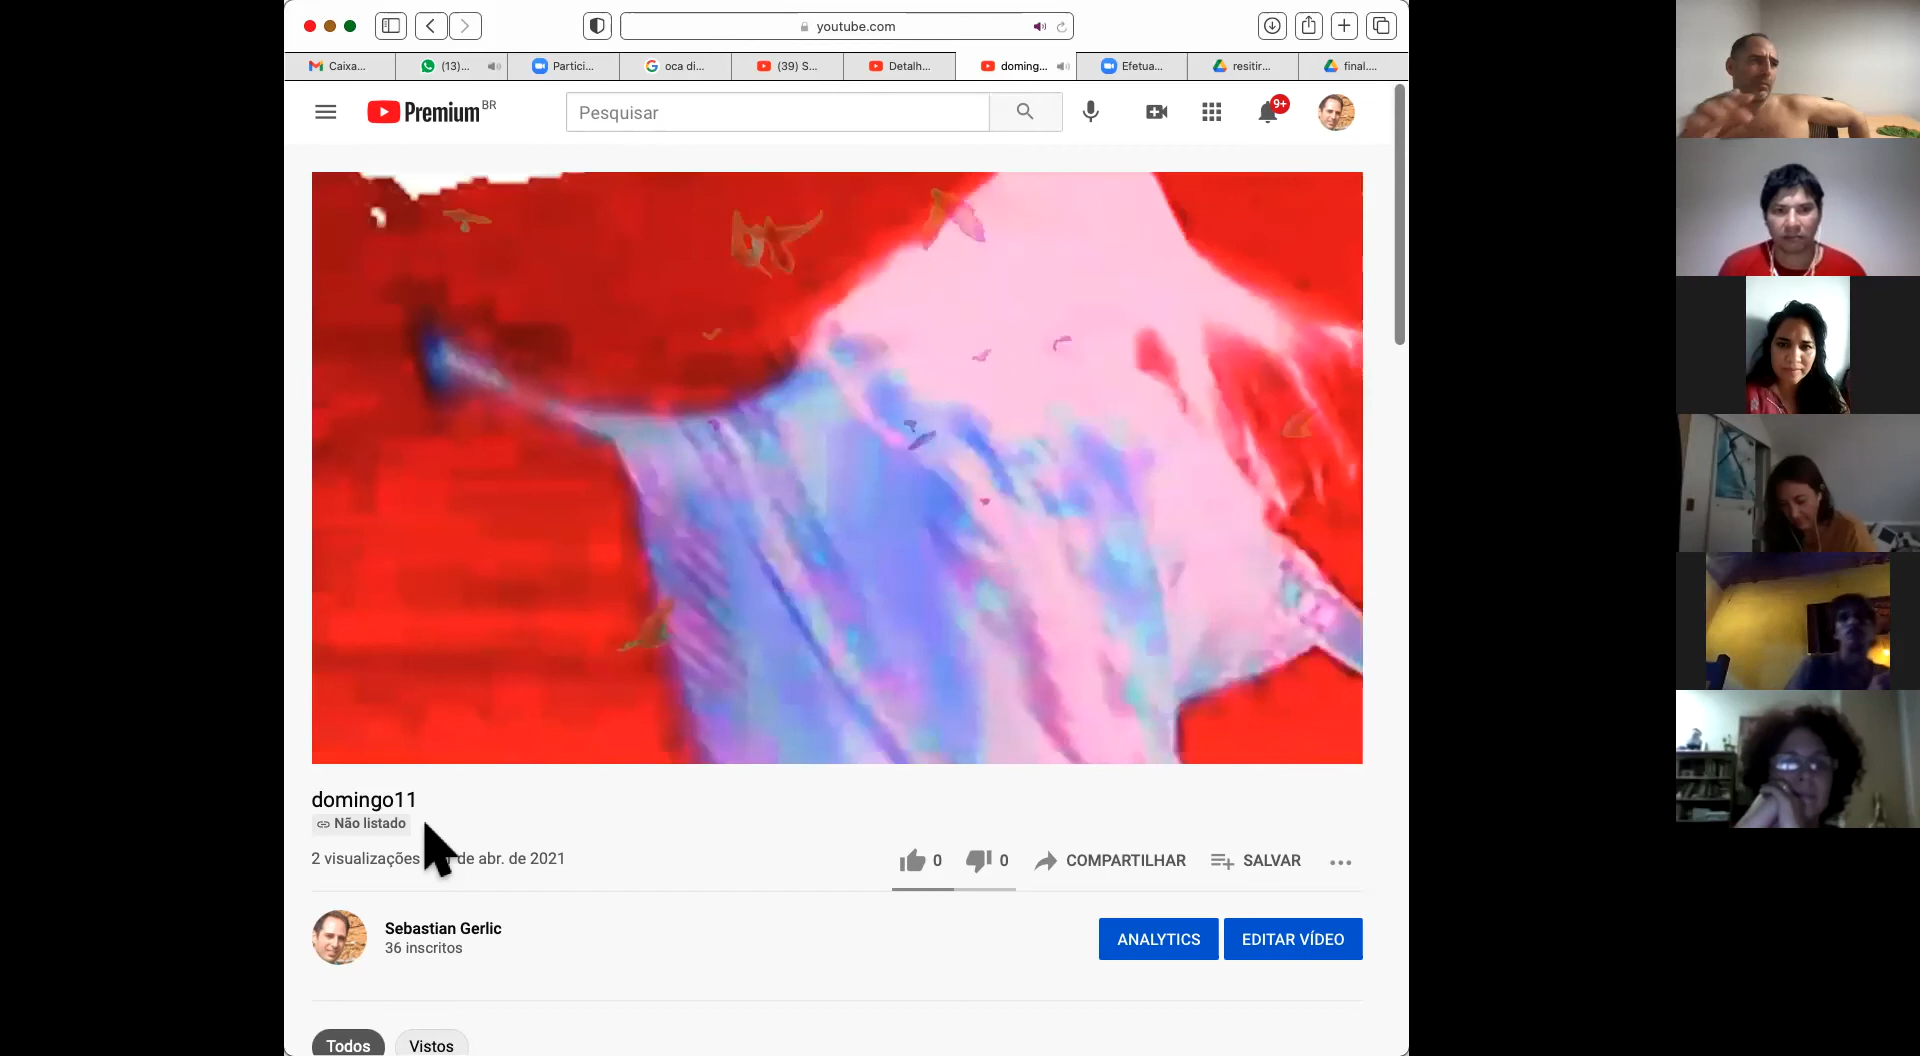 youtube.com
Caixa...
(13)...
Partici...
oca di...
(39) S...
Detalh...
doming...
Efetua...
resitir...
final....
Premium BR
Pesquisar
9+
domingo11
Não listado
2 visualizações
de abr. de 2021
0
0
COMPARTILHAR
SALVAR
Sebastian Gerlic
36 inscritos
ANALYTICS
EDITAR VÍDEO
Todos
Vistos